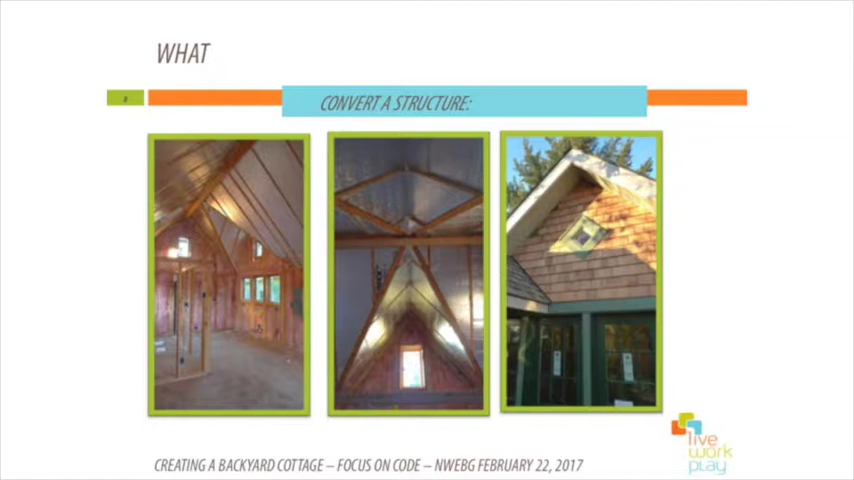 WHAT
CONVERT A STRUCTURE:
live
work
play
CREATING A BACKYARD COTTAGE – FOCUS ON CODE – NWEBG FEBRUARY 22, 2017